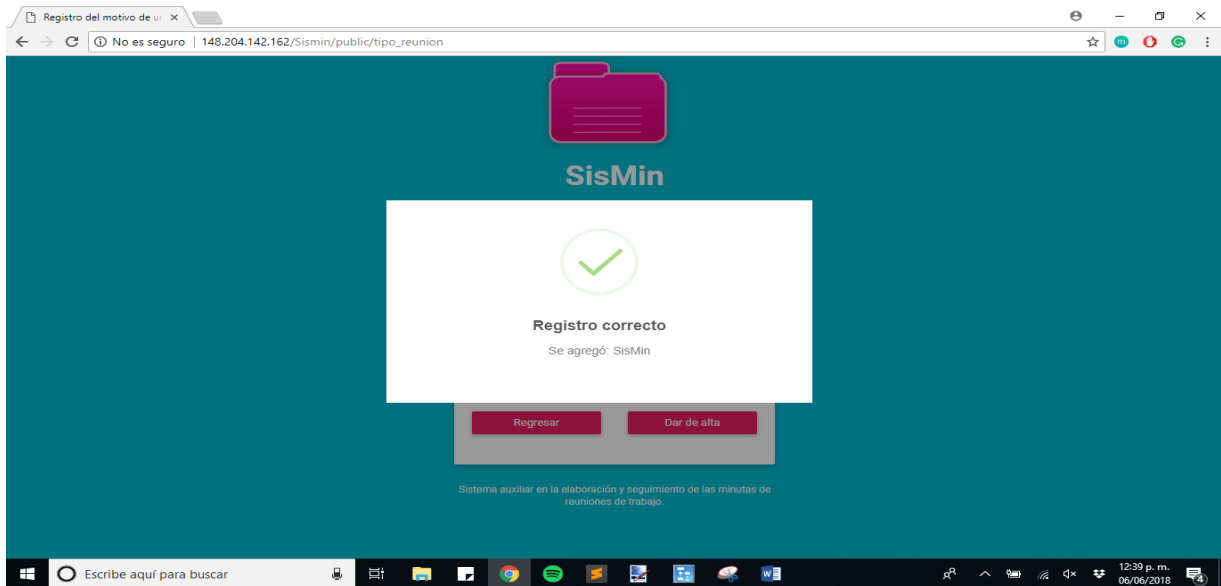 Registro del motivo de ur
No es seguro | 148.204.142.162/Sismin/public/tipo_reunion
SisMin
Registro correcto
Se agregó: SisMin
Regresar
Dar de alta
Sistema auxiliar en la elaboración y seguimiento de las minutas de
reuniones de trabajo.
Escribe aquí para buscar
12:39 p. m.
06/06/2018
4